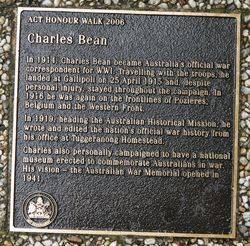 ACT HONOUR WALK 2006
Charles Bean
In 1914, Charles Bean became Australia's official war
correspondent for WWI. Travelling with the troops, he
landed at Gallipoli on 25 April 1915 and, despite
personal injury, stayed throughout the campaign. In
1916 he was again on the frontlines of Pozieres,
Belgium and the Western Front.
In 1919, heading the Australian Historical Mission, he
wrote and edited the nation's official war history from
his office at Tuggeranong Homestead.
Charles also personally campaigned to have a national
museum erected to commemorate Australians in war.
His vision – the Australian War Memorial opened in
1941.